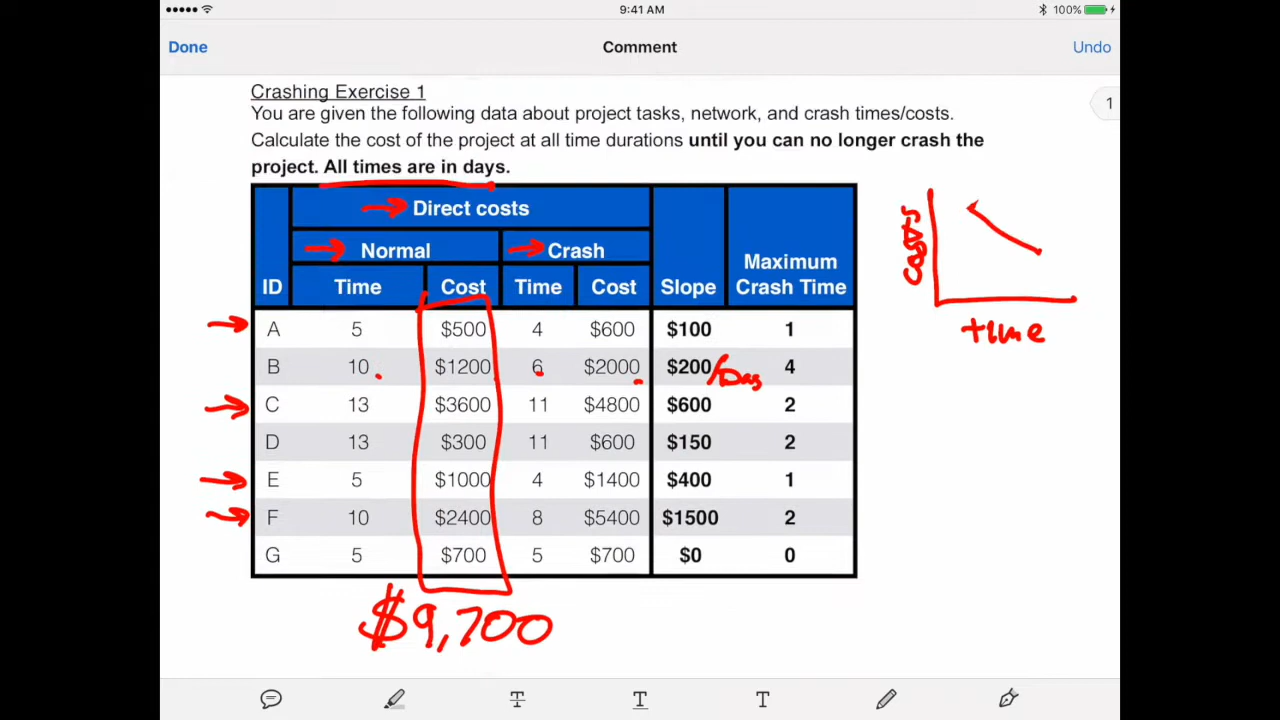 9:41 AM
100%
Done
Comment
Undo
1
Crashing Exercise 1
You are given the following data about project tasks, network, and crash times/costs.
Calculate the cost of the project at all time durations until you can no longer crash the
project. All times are in days.
Direct costs
Normal Crash
Maximum
ID Time Cost Time Cost Slope Crash Time
A 5 $500 4 $600 $100 1
B 10 $1200 6 $2000 $200/Day 4
C 13 $3600 11 $4800 $600 2
D 13 $300 11 $600 $150 2
E 5 $1000 4 $1400 $400 1
F 10 $2400 8 $5400 $1500 2
G 5 $700 5 $700 $0 0
$9,700
costs
time
T
T
T